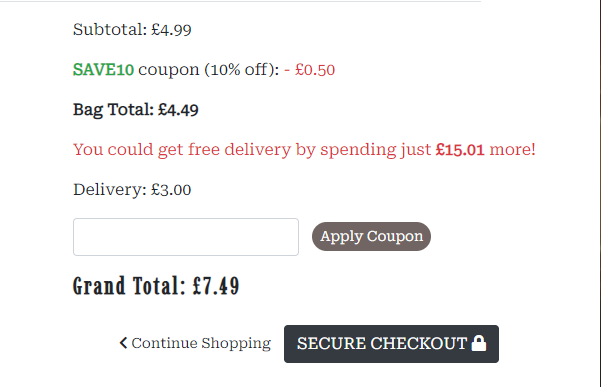 Subtotal: £4.99
SAVE10 coupon (10% off): - £0.50
Bag Total: £4.49
You could get free delivery by spending just £15.01 more!
Delivery: £3.00
Apply Coupon
Grand Total: £7.49
Continue Shopping SECURE CHECKOUT